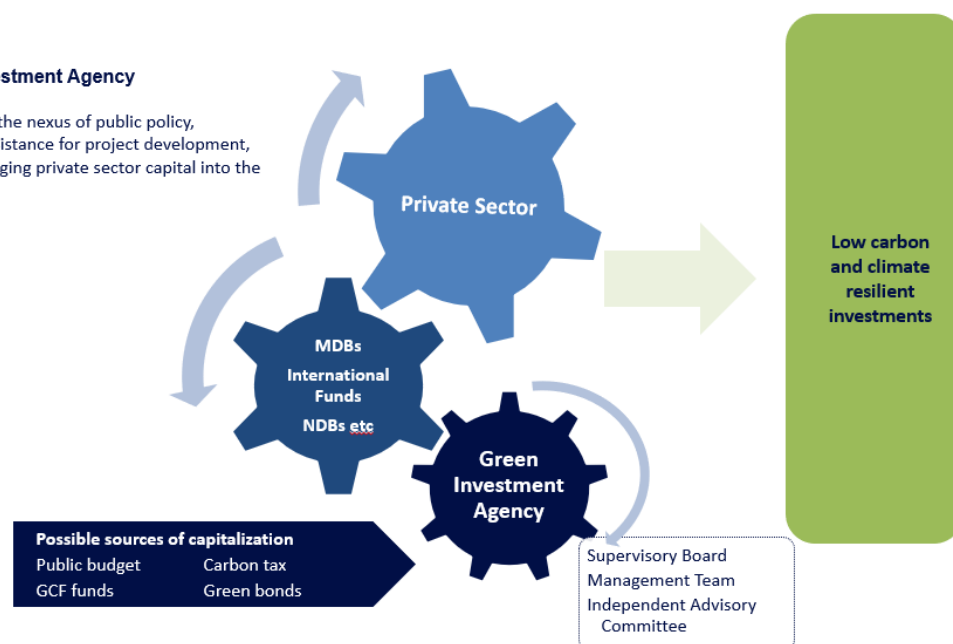 estment Agency
the nexus of public policy,
istance for project development,
ging private sector capital into the
Private Sector
Low carbon
and climate
resilient
investments
MDBs
International
Funds
NDBs etc
Green
Investment
Agency
Possible sources of capitalization
Public budget Carbon tax
GCF funds Green bonds
Supervisory Board
Management Team
Independent Advisory
Committee